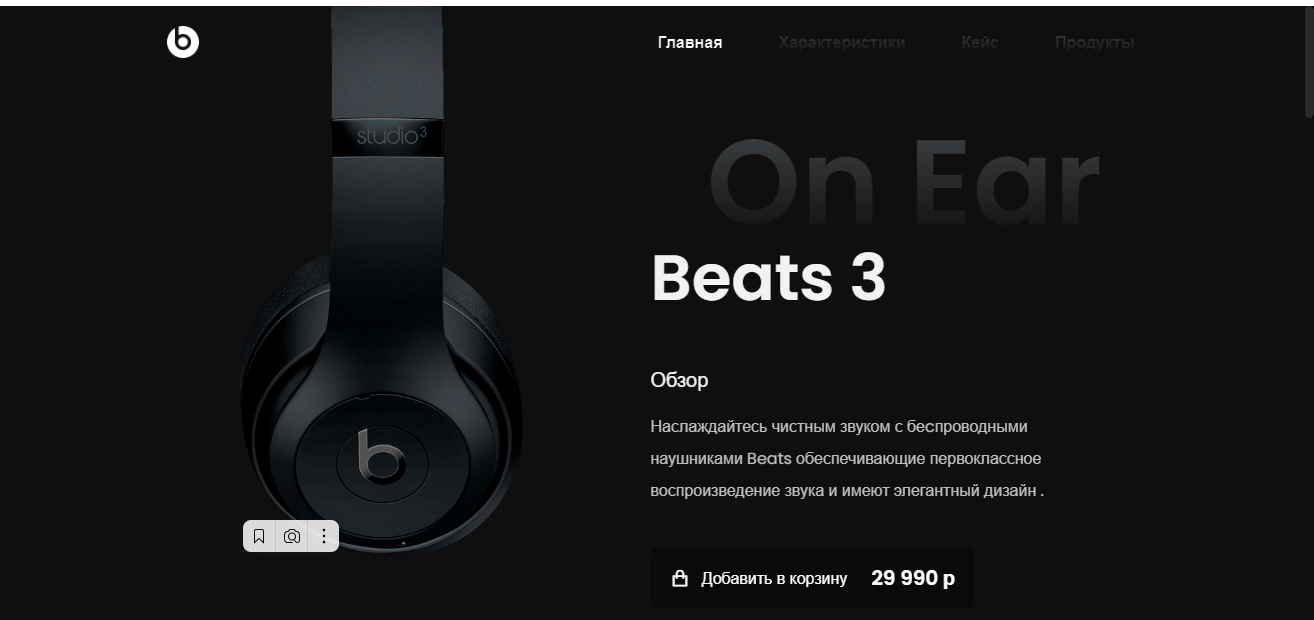 Главная Характеристики Кейс Продукты
studio³
On Ear
Beats 3
Обзор
Наслаждайтесь чистным звуком с беспроводными
наушниками Beats обеспечивающие первоклассное
воспроизведение звука и имеют элегантный дизайн .
Добавить в корзину 29 990 р